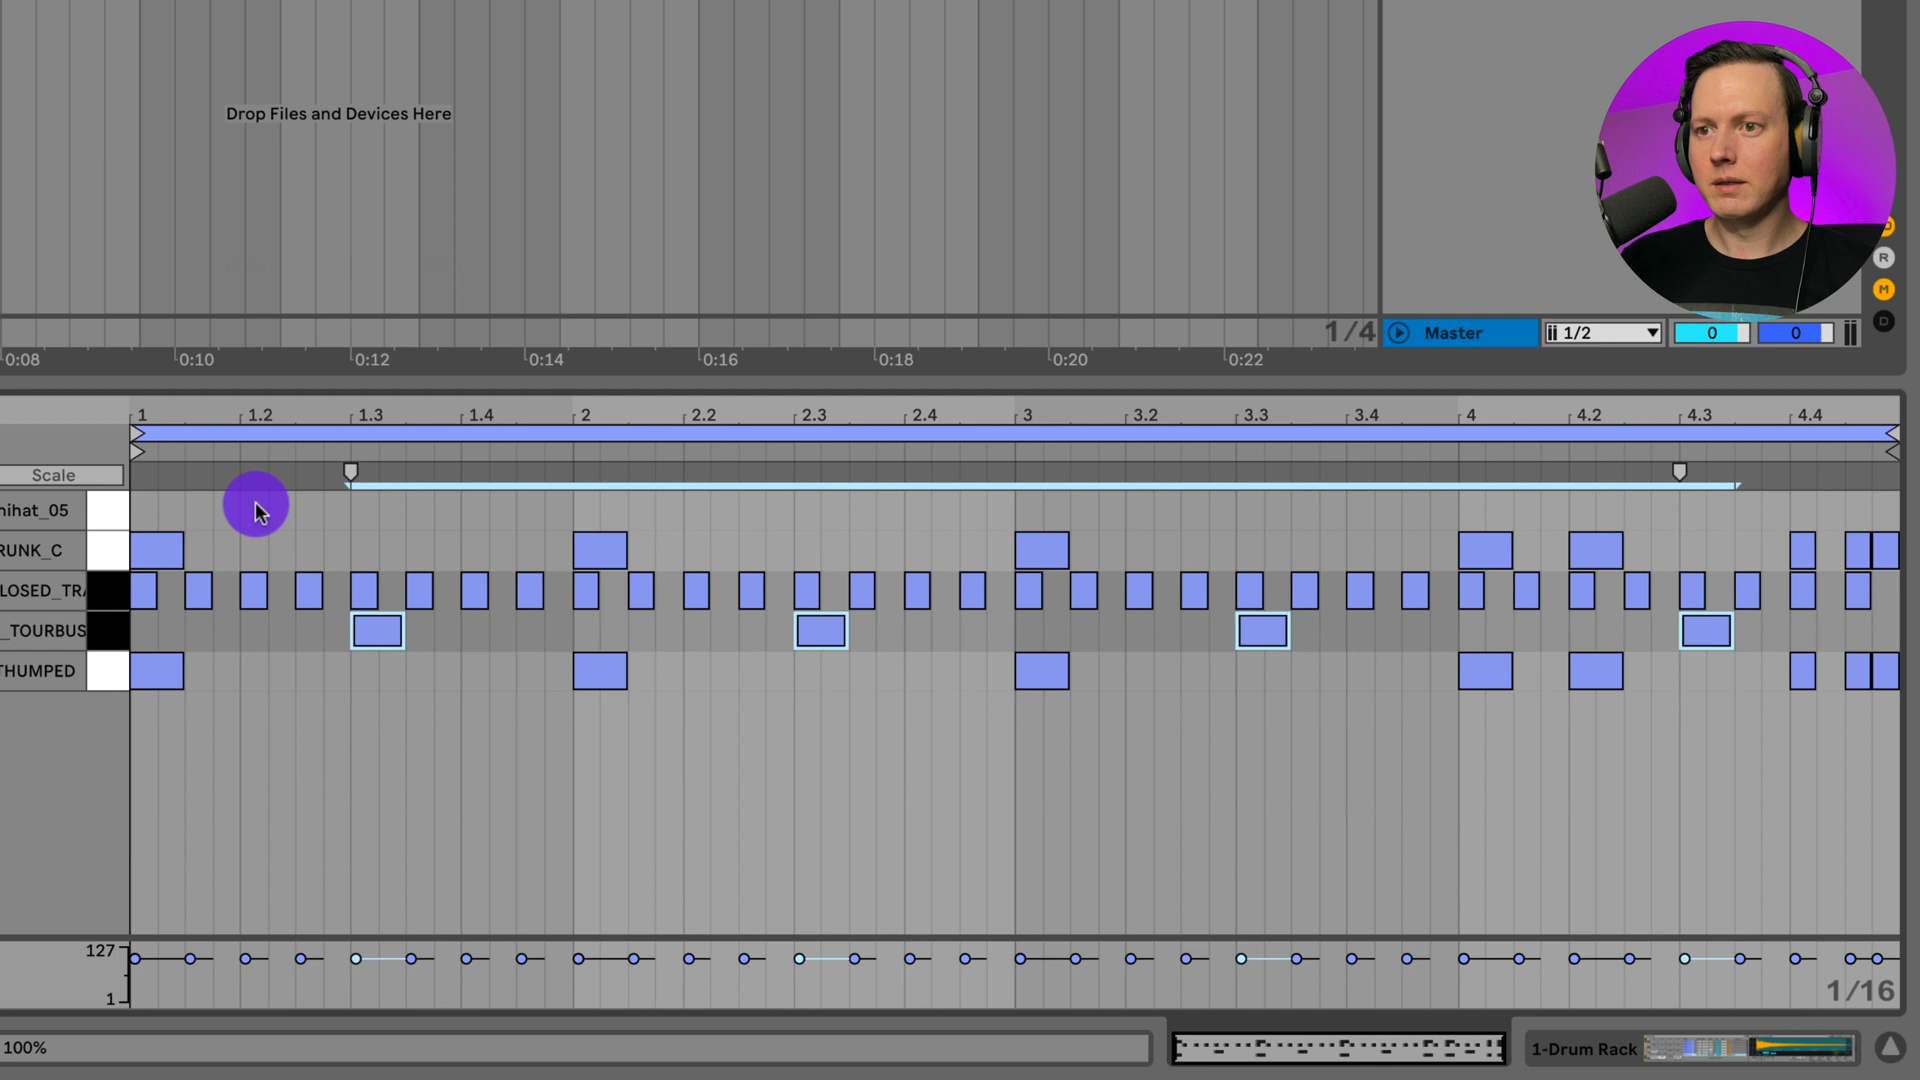 Drop Files and Devices Here
R
M
D
1/4
Master
1/2
0
0
0:08
0:10
0:12
0:14
0:16
0:18
0:20
0:22
1
1.2
1.3
1.4
2
2.2
2.3
2.4
3
3.2
3.3
3.4
4
4.2
4.3
4.4
Scale
hihat_05
RUNK_C
LOSED_TRA
_TOURBUS
THUMPED
127
1
1/16
100%
1-Drum Rack